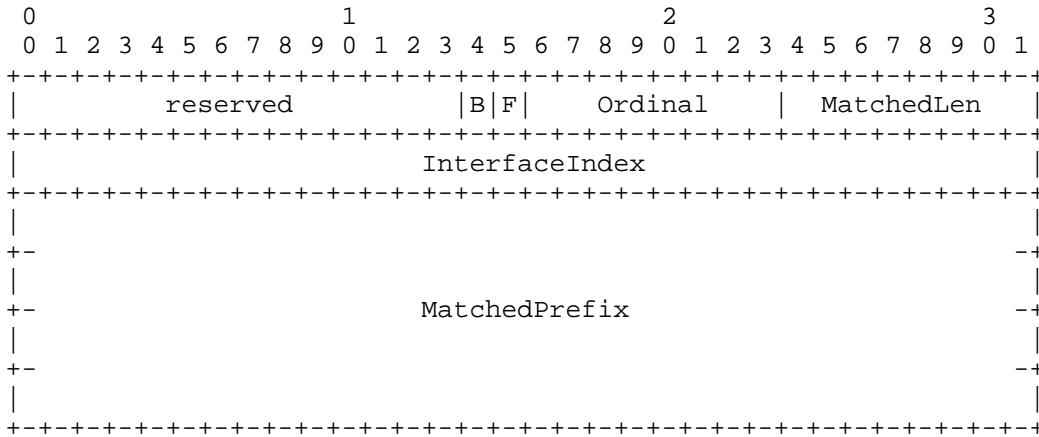 0                   1                   2                   3
 0 1 2 3 4 5 6 7 8 9 0 1 2 3 4 5 6 7 8 9 0 1 2 3 4 5 6 7 8 9 0 1
+-+-+-+-+-+-+-+-+-+-+-+-+-+-+-+-+-+-+-+-+-+-+-+-+-+-+-+-+-+-+-+-+
|         reserved          |B|F|    Ordinal    |  MatchedLen   |
+-+-+-+-+-+-+-+-+-+-+-+-+-+-+-+-+-+-+-+-+-+-+-+-+-+-+-+-+-+-+-+-+
|                         InterfaceIndex                        |
+-+-+-+-+-+-+-+-+-+-+-+-+-+-+-+-+-+-+-+-+-+-+-+-+-+-+-+-+-+-+-+-+
|                                                               |
+-                                                             -+
|                                                               |
+-                        MatchedPrefix                        -+
|                                                               |
+-                                                             -+
|                                                               |
+-+-+-+-+-+-+-+-+-+-+-+-+-+-+-+-+-+-+-+-+-+-+-+-+-+-+-+-+-+-+-+-+